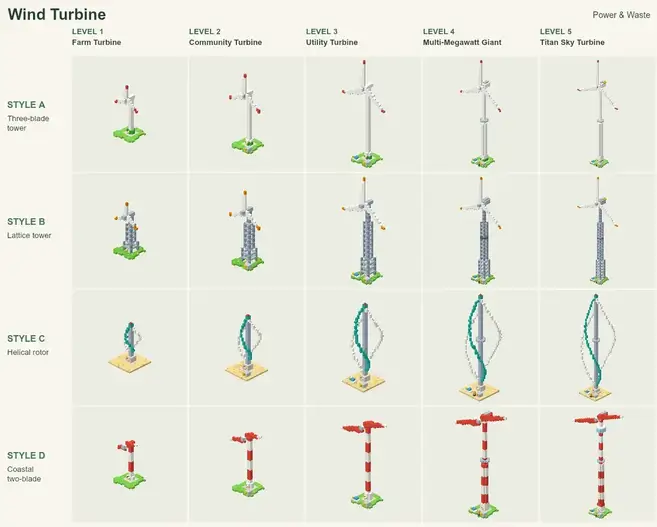 Wind Turbine
Power & Waste
LEVEL 1
Farm Turbine
LEVEL 2
Community Turbine
LEVEL 3
Utility Turbine
LEVEL 4
Multi-Megawatt Giant
LEVEL 5
Titan Sky Turbine
STYLE A
Three-blade
tower
STYLE B
Lattice tower
STYLE C
Helical rotor
STYLE D
Coastal
two-blade